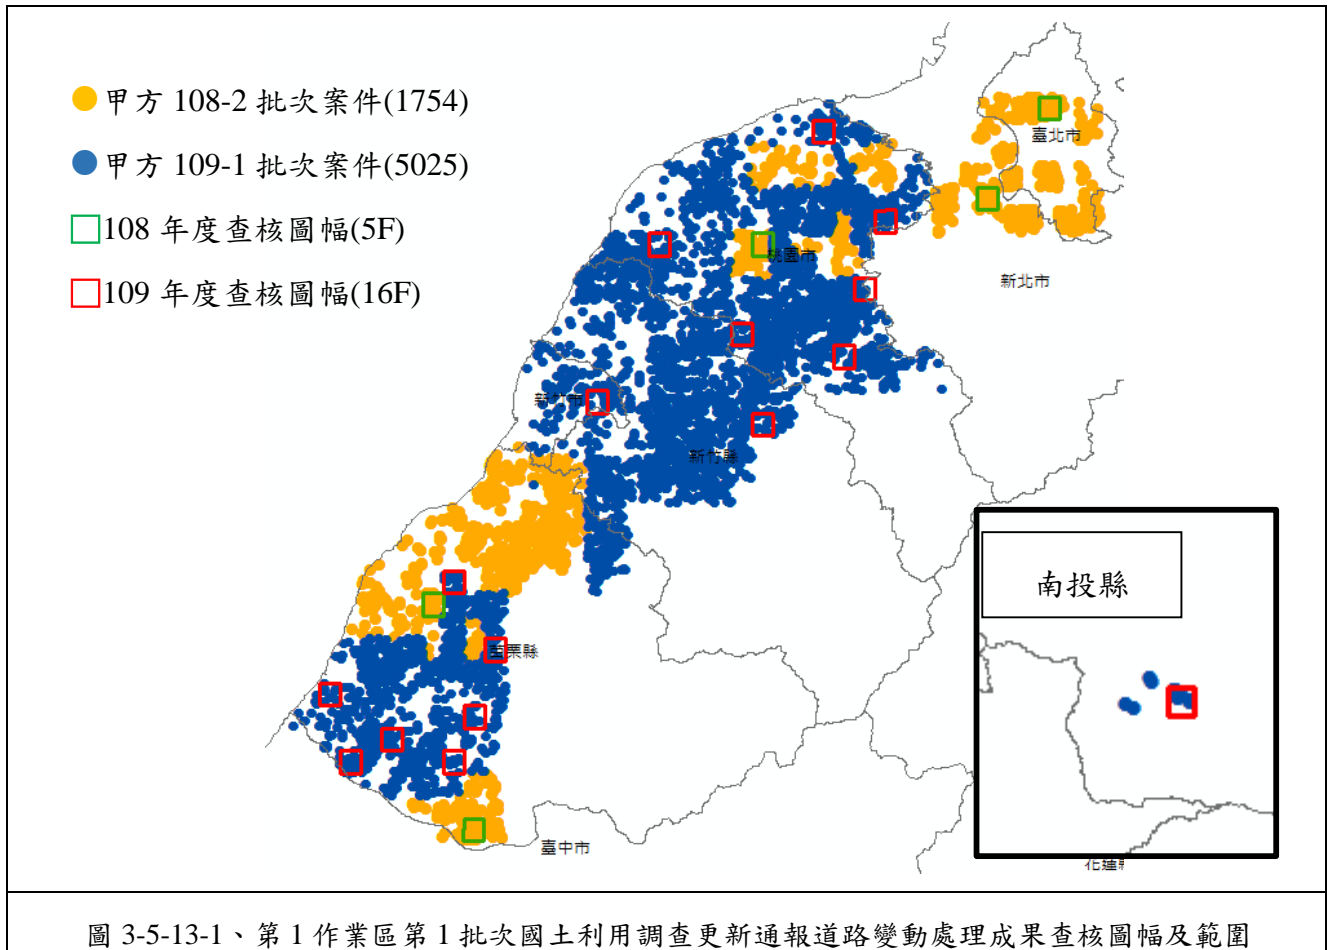 甲方 108-2 批次案件(1754)
甲方 109-1 批次案件(5025)
108 年度查核圖幅(5F)
109 年度查核圖幅(16F)
臺北市
桃園市
新北市
新竹市
新竹縣
苗栗縣
臺中市
南投縣
花蓮
圖 3-5-13-1、第 1 作業區第 1 批次國土利用調查更新通報道路變動處理成果查核圖幅及範圍